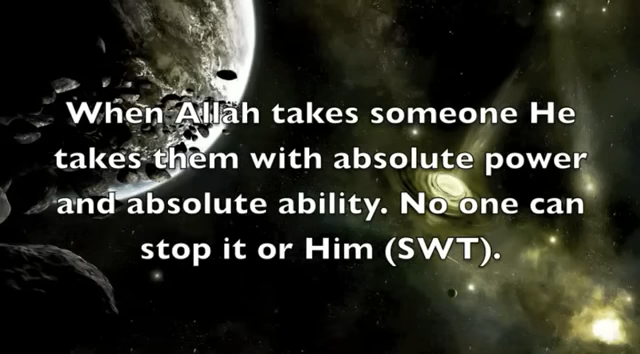 When Allāh takes someone He
takes them with absolute power
and absolute ability. No one can
stop it or Him (SWT).